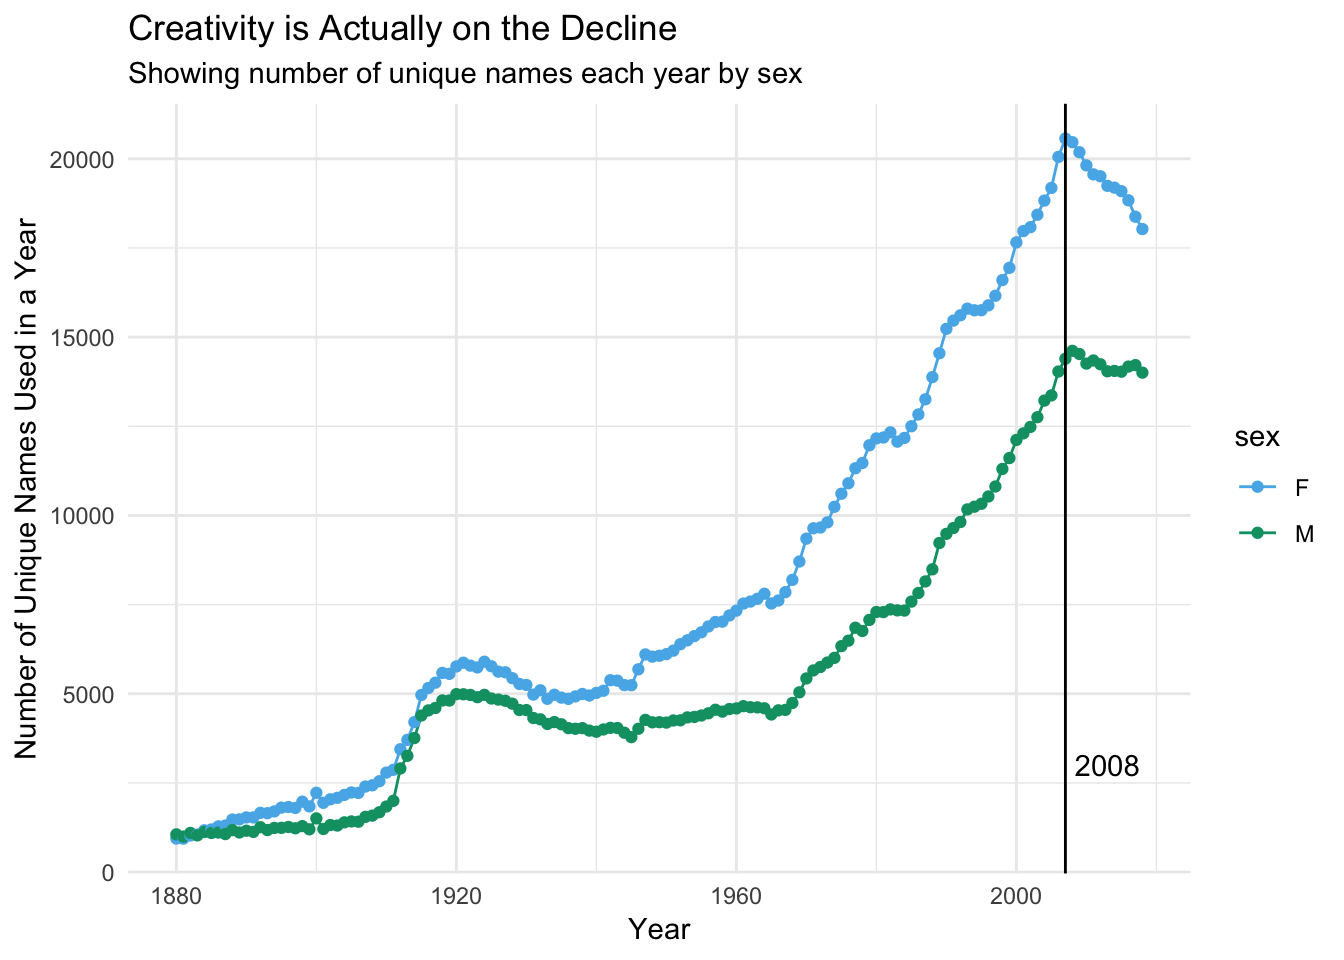 Creativity is Actually on the Decline
Showing number of unique names each year by sex
Number of Unique Names Used in a Year
20000
15000
10000
5000
0
1880
1920
1960
2000
Year
2008
sex
F
M